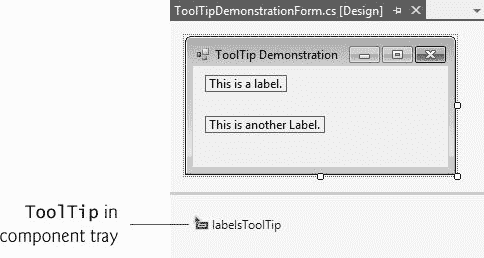 ToolTipDemonstrationForm.cs [Design]
ToolTip Demonstration
This is a label.
This is another Label.
ToolTip in
component tray
labelsToolTip